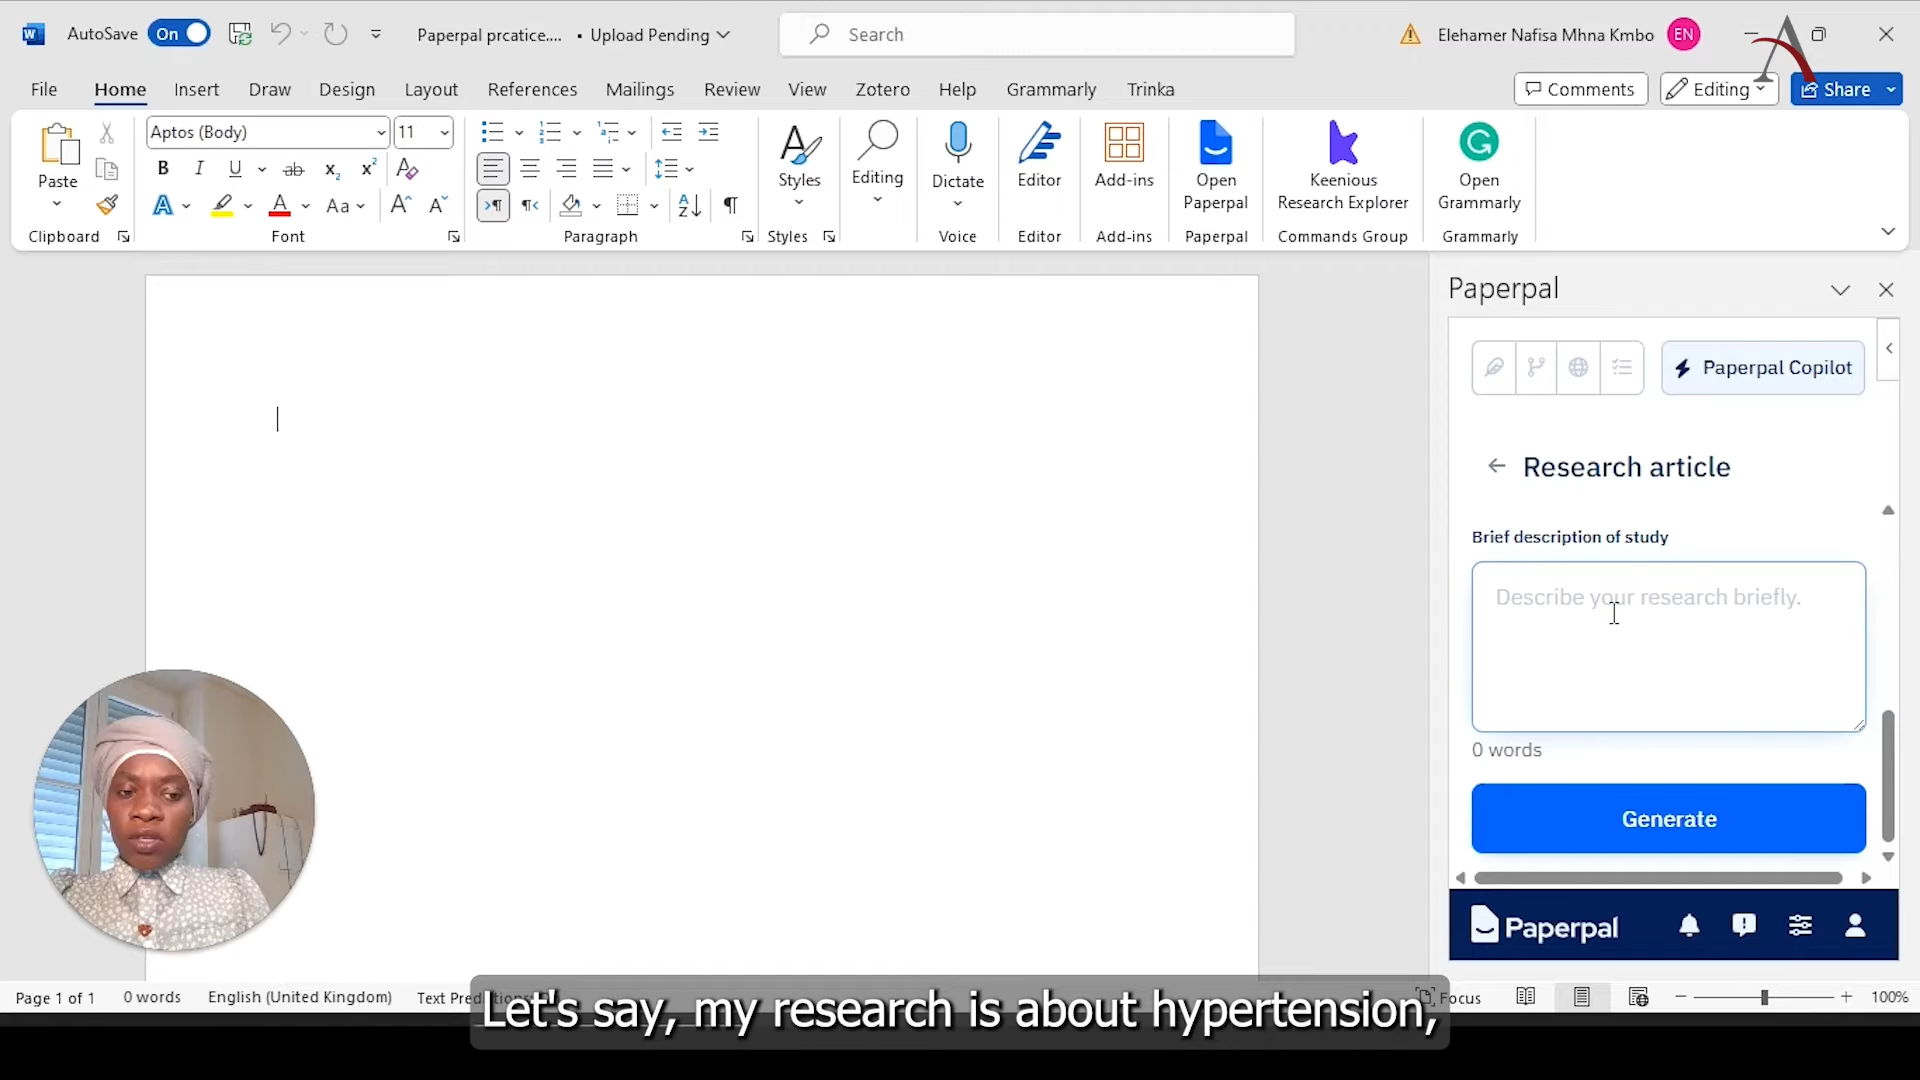 AutoSave On Paperpal prcatice.... • Upload Pending Search Elehamer Nafisa Mhna Kmbo EN
File Home Insert Draw Design Layout References Mailings Review View Zotero Help Grammarly Trinka Comments Editing Share
Aptos (Body) 11
Paste Styles Editing Dictate Editor Add-ins Open Paperpal Keenious Research Explorer Open Grammarly
B I U ab x₂ x² A
A A Aa A A
Clipboard Font Paragraph Styles Voice Editor Add-ins Paperpal Commands Group Grammarly
Paperpal
Paperpal Copilot
Research article
Brief description of study
Describe your research briefly.
0 words
Generate
Paperpal
Page 1 of 1 0 words English (United Kingdom) Focus 100%
Let's say, my research is about hypertension,